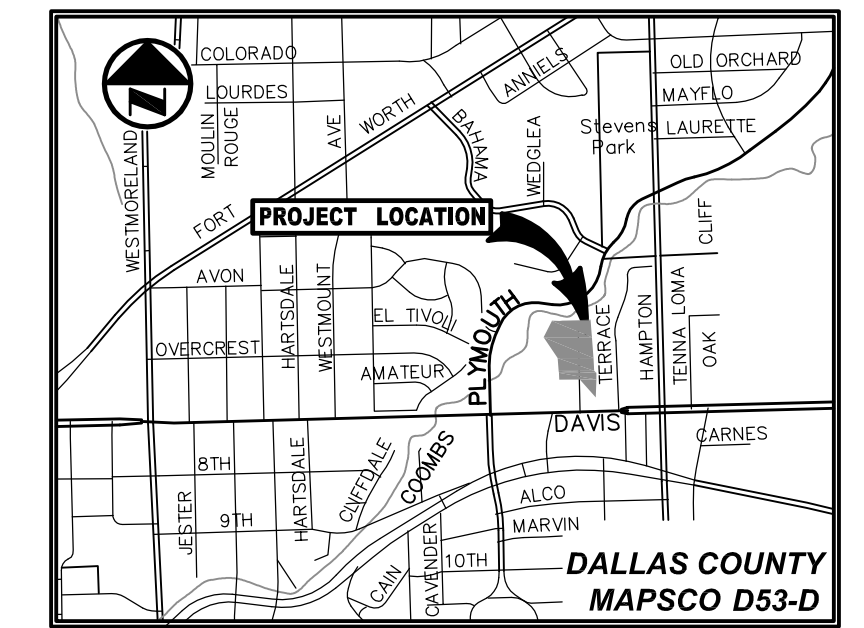 COLORADO
LOURDES
MOULIN
ROUGE
AVE
WORTH
FORT
ANNIELS
OLD ORCHARD
MAYFLO
LAURETTE
Stevens
Park
BAHAMA
WEDGLEA
WESTMORELAND
N
PROJECT LOCATION
CLIFF
AVON
HARTSDALE
WESTMOUNT
EL TIVOLI
OVERCREST
AMATEUR
PLYMOUTH
TERRACE
HAMPTON
TENNA LOMA
OAK
DAVIS
CARNES
8TH
9TH
JESTER
HARTSDALE
CLIFFDALE
COOMBS
ALCO
MARVIN
10TH
CAIN
CAVENDER
DALLAS COUNTY
MAPSCO D53-D